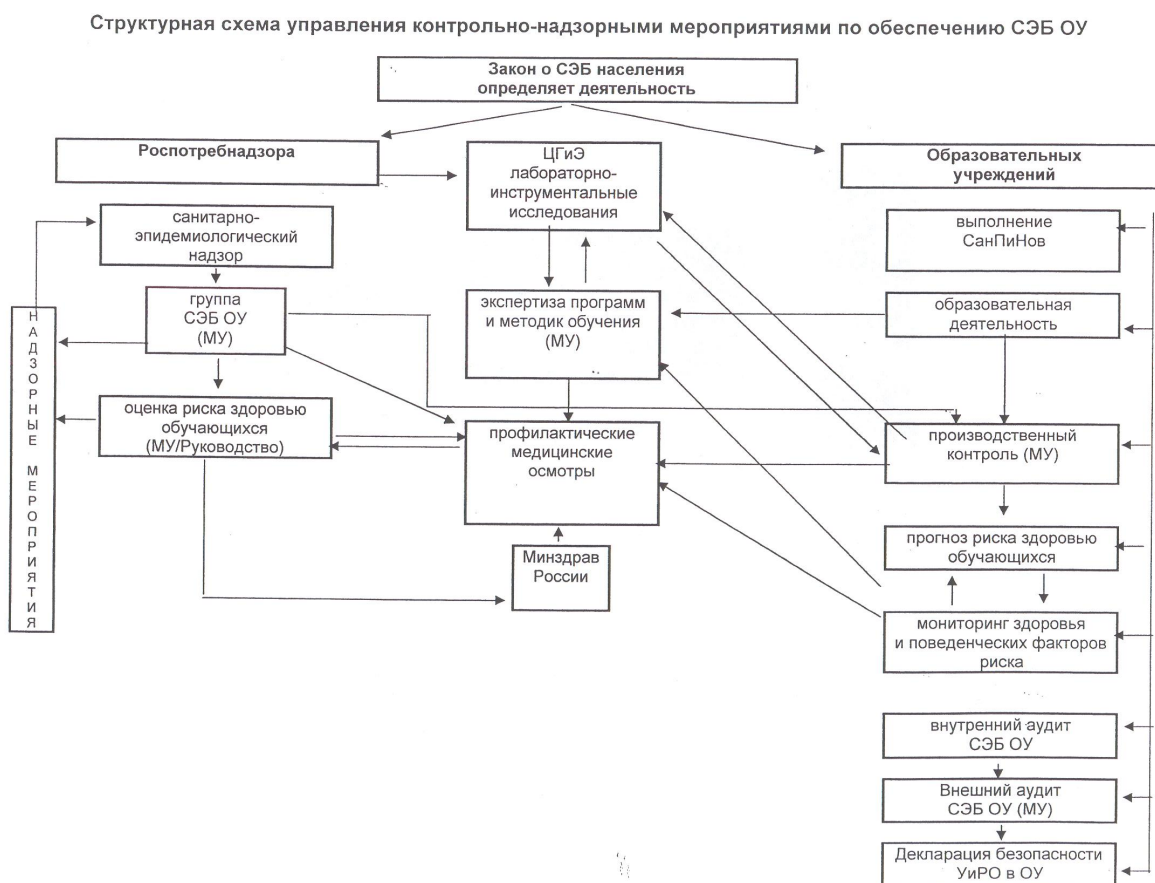 Структурная схема управления контрольно-надзорными мероприятиями по обеспечению СЭБ ОУ
Закон о СЭБ населения
определяет деятельность
Роспотребнадзора
ЦГиЭ
лабораторно-
инструментальные
исследования
Образовательных
учреждений
санитарно-
эпидемиологический
надзор
выполнение
СанПиНов
группа
СЭБ ОУ
(МУ)
экспертиза программ
и методик обучения
(МУ)
образовательная
деятельность
НАДЗОРНЫЕ МЕРОПРИЯТИЯ
оценка риска здоровью
обучающихся
(МУ/Руководство)
профилактические
медицинские
осмотры
производственный
контроль (МУ)
Минздрав
России
прогноз риска здоровью
обучающихся
мониторинг здоровья
и поведенческих факторов
риска
внутренний аудит
СЭБ ОУ
Внешний аудит
СЭБ ОУ (МУ)
Декларация безопасности
УиРО в ОУ